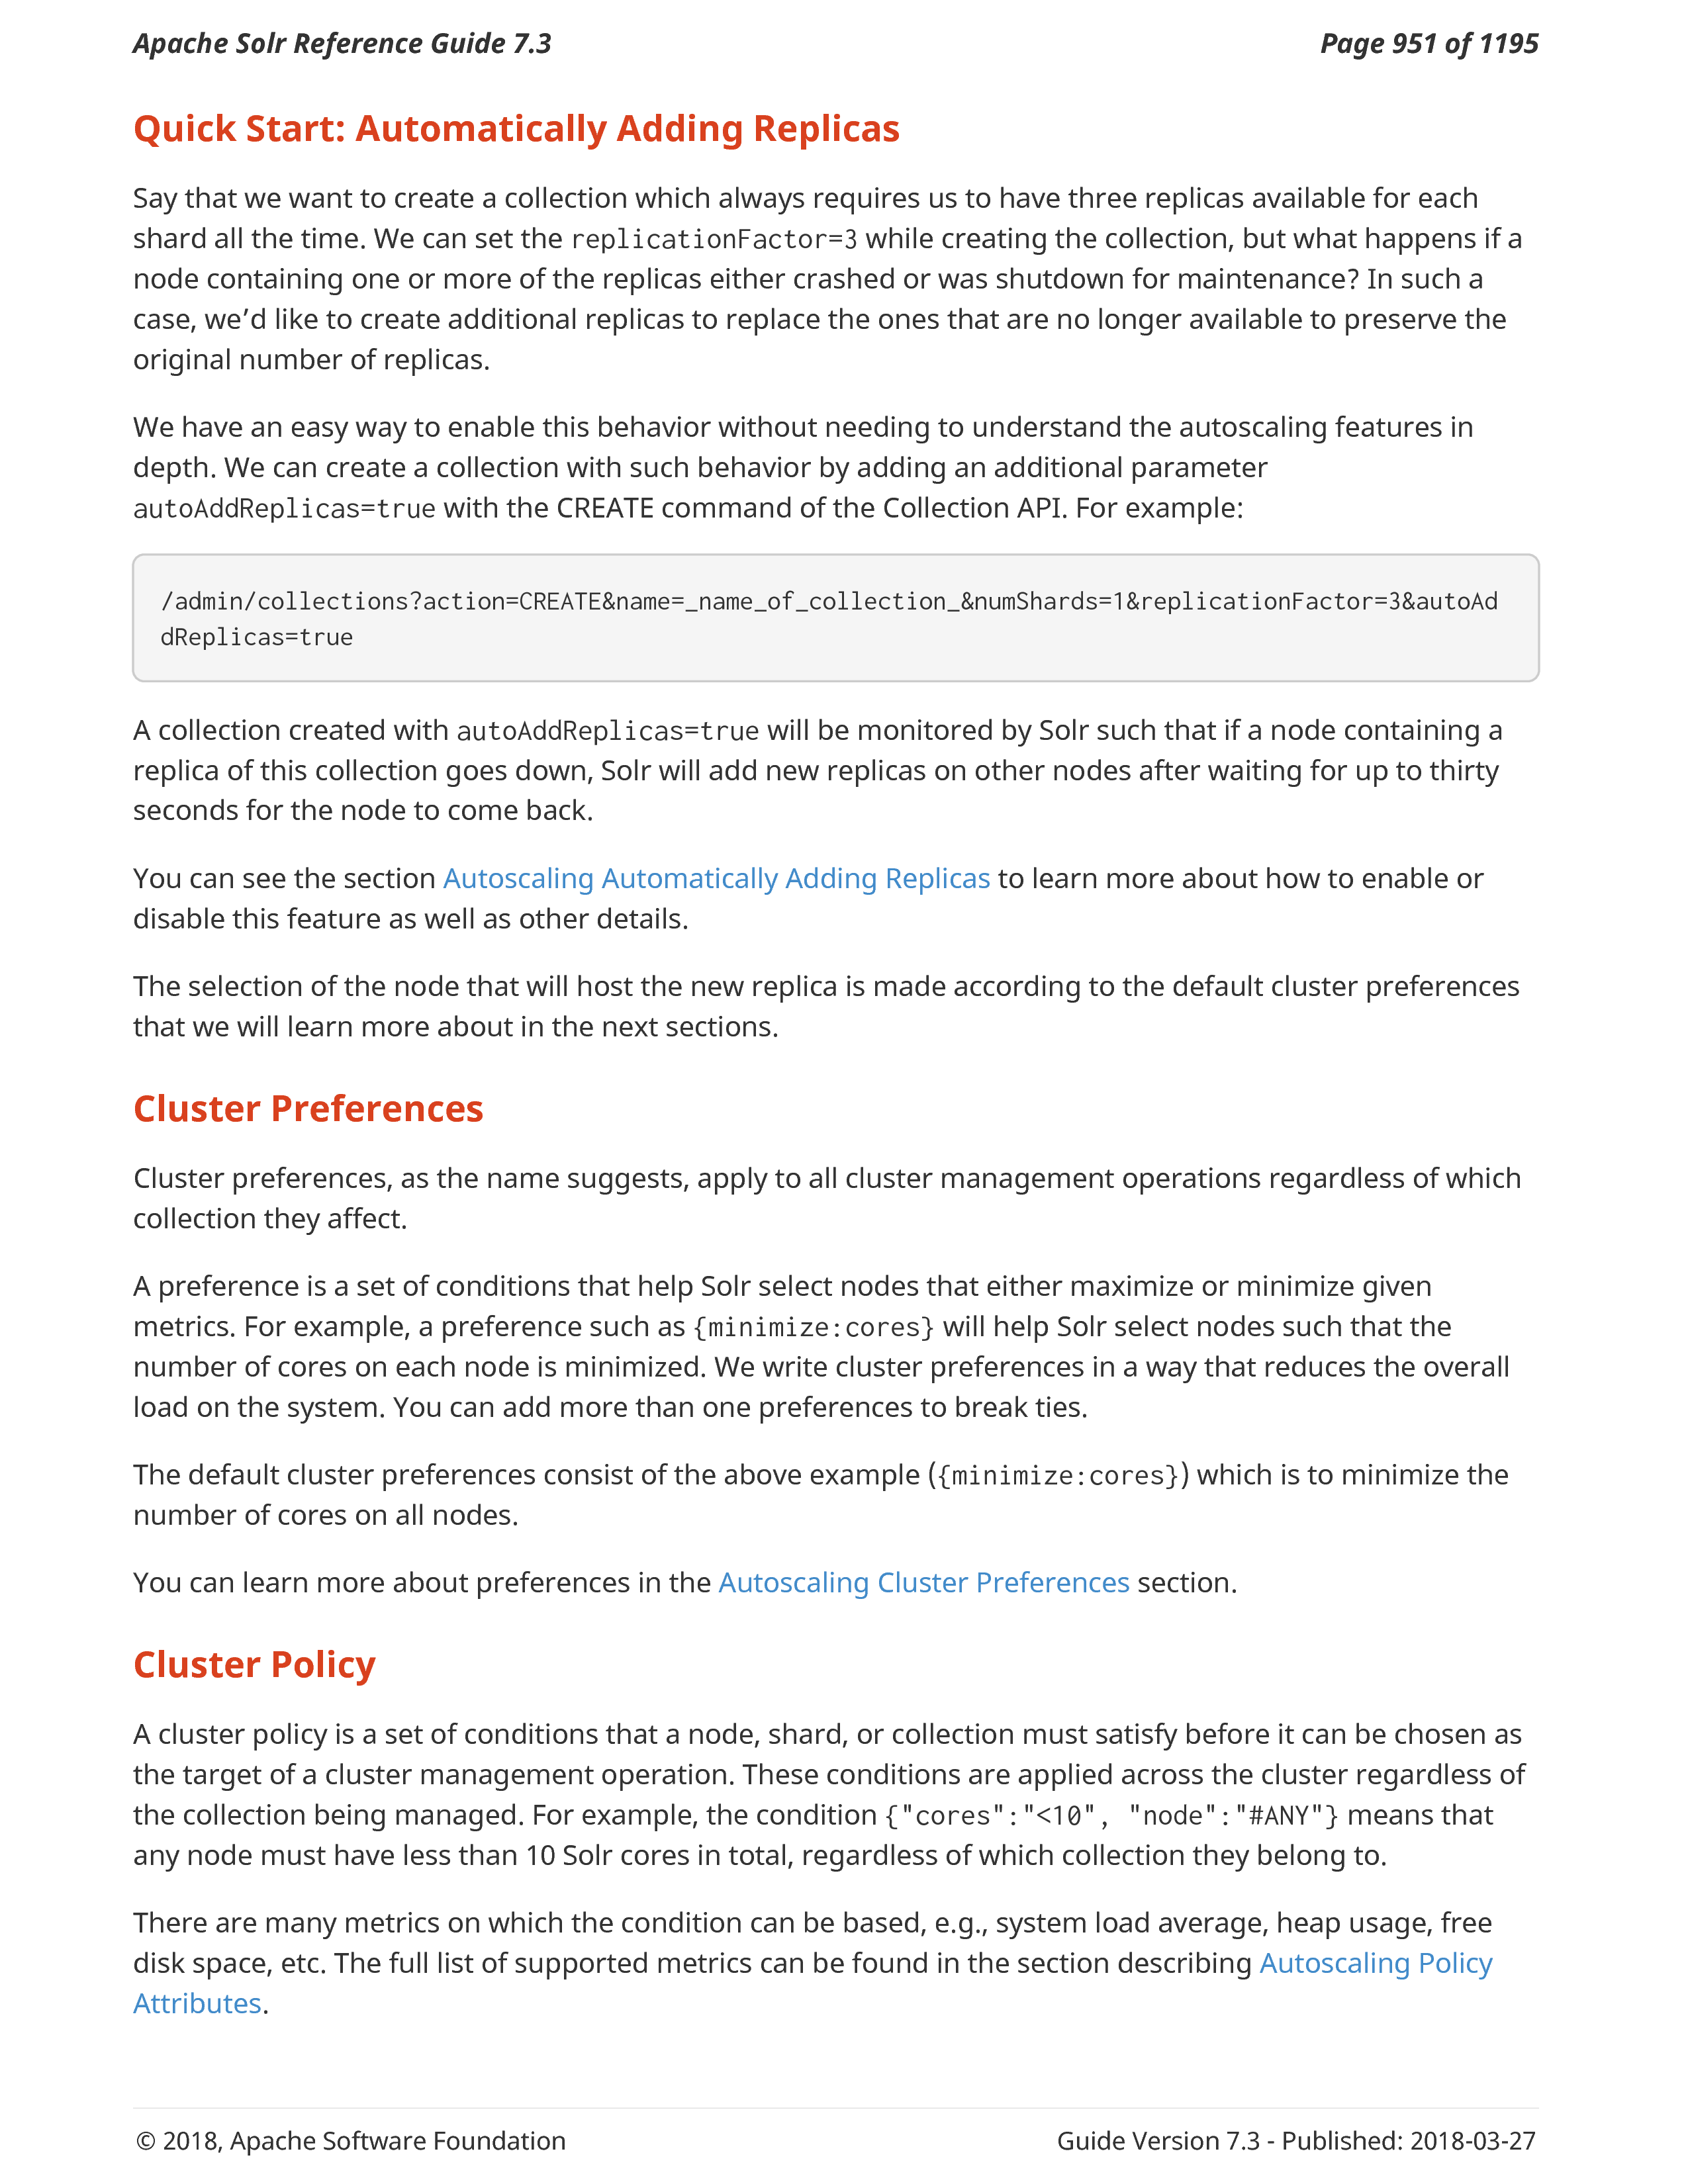 Apache Solr Reference Guide 7.3
Page 951 of 1195
Quick Start: Automatically Adding Replicas
Say that we want to create a collection which always requires us to have three replicas available for each
shard all the time. We can set the replicationFactor=3 while creating the collection, but what happens if a
node containing one or more of the replicas either crashed or was shutdown for maintenance? In such a
case, we’d like to create additional replicas to replace the ones that are no longer available to preserve the
original number of replicas.
We have an easy way to enable this behavior without needing to understand the autoscaling features in
depth. We can create a collection with such behavior by adding an additional parameter
autoAddReplicas=true with the CREATE command of the Collection API. For example:
/admin/collections?action=CREATE&name=_name_of_collection_&numShards=1&replicationFactor=3&autoAd
dReplicas=true
A collection created with autoAddReplicas=true will be monitored by Solr such that if a node containing a
replica of this collection goes down, Solr will add new replicas on other nodes after waiting for up to thirty
seconds for the node to come back.
You can see the section Autoscaling Automatically Adding Replicas to learn more about how to enable or
disable this feature as well as other details.
The selection of the node that will host the new replica is made according to the default cluster preferences
that we will learn more about in the next sections.
Cluster Preferences
Cluster preferences, as the name suggests, apply to all cluster management operations regardless of which
collection they affect.
A preference is a set of conditions that help Solr select nodes that either maximize or minimize given
metrics. For example, a preference such as {minimize:cores} will help Solr select nodes such that the
number of cores on each node is minimized. We write cluster preferences in a way that reduces the overall
load on the system. You can add more than one preferences to break ties.
The default cluster preferences consist of the above example ({minimize:cores}) which is to minimize the
number of cores on all nodes.
You can learn more about preferences in the Autoscaling Cluster Preferences section.
Cluster Policy
A cluster policy is a set of conditions that a node, shard, or collection must satisfy before it can be chosen as
the target of a cluster management operation. These conditions are applied across the cluster regardless of
the collection being managed. For example, the condition {"cores":"<10", "node":"#ANY"} means that
any node must have less than 10 Solr cores in total, regardless of which collection they belong to.
There are many metrics on which the condition can be based, e.g., system load average, heap usage, free
disk space, etc. The full list of supported metrics can be found in the section describing Autoscaling Policy
Attributes.
© 2018, Apache Software Foundation
Guide Version 7.3 - Published: 2018-03-27